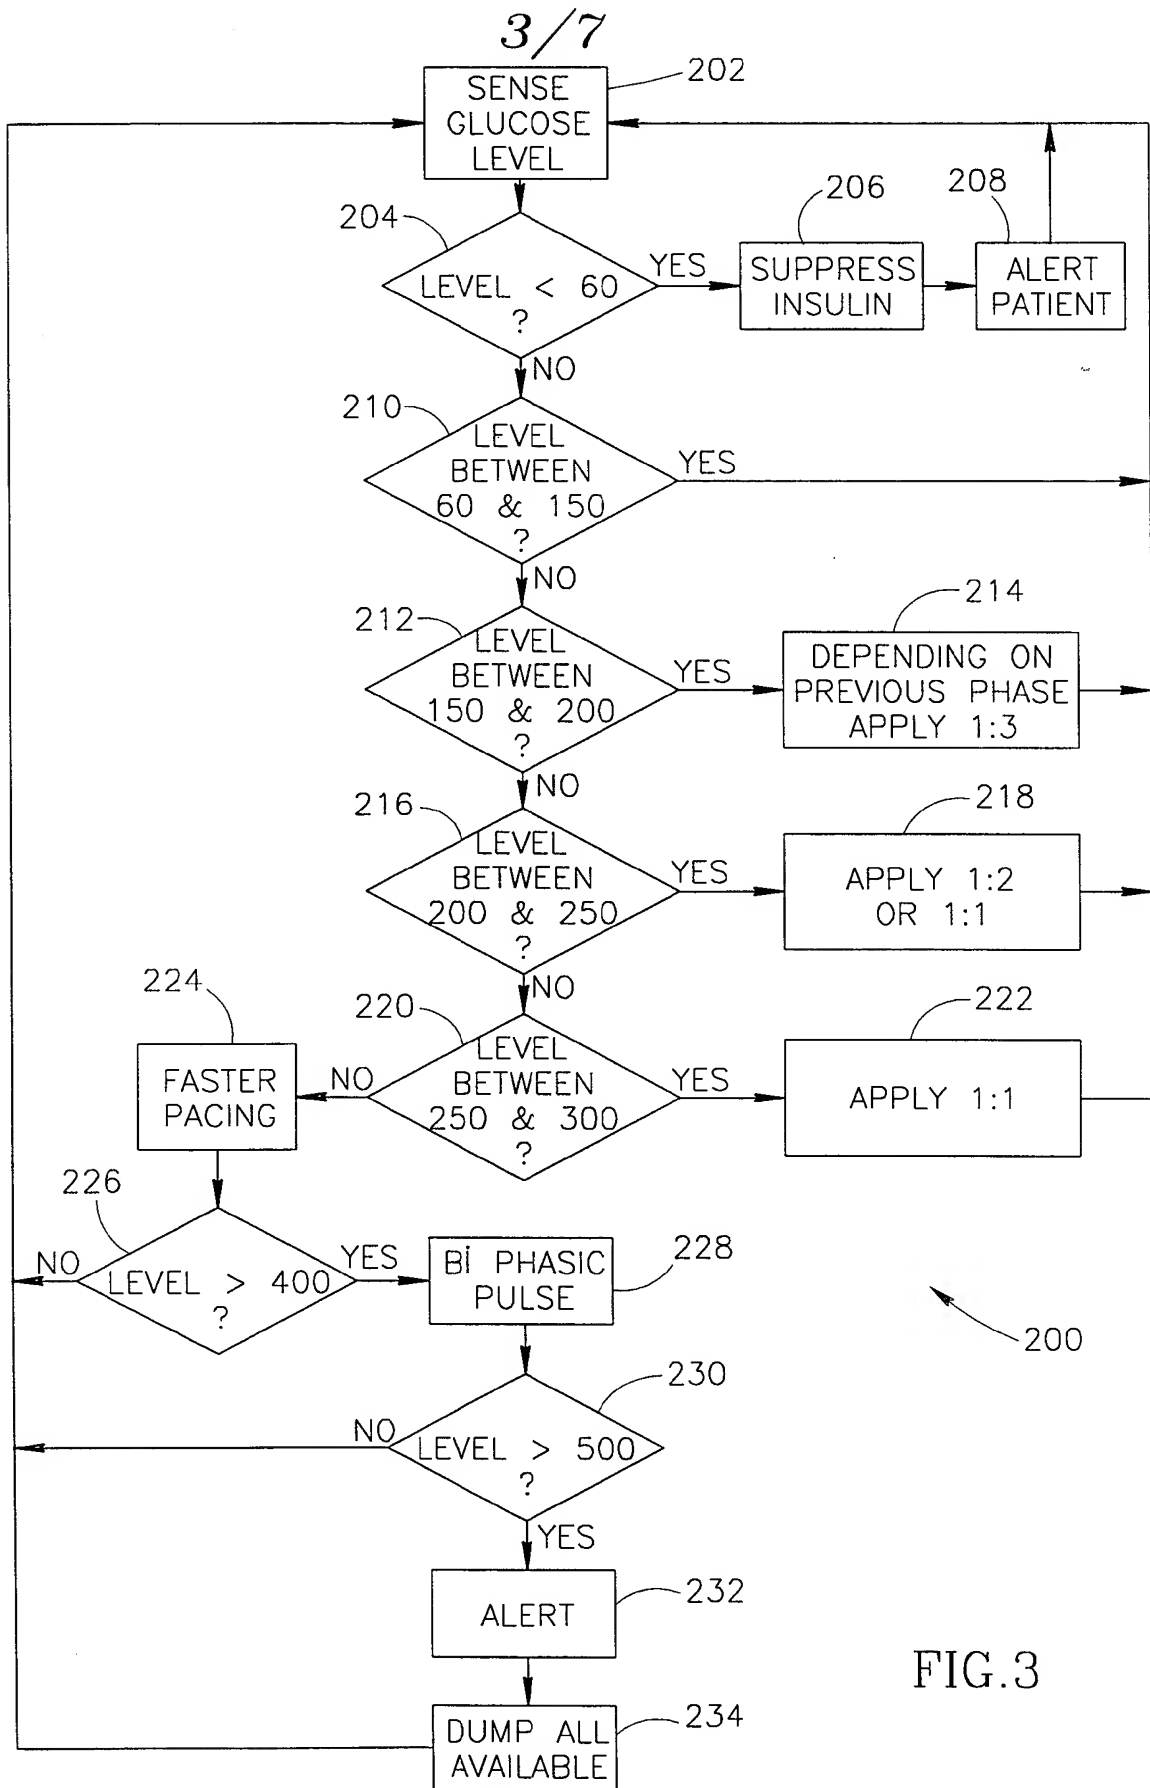 3/7
SENSE
GLUCOSE
LEVEL
202
204
LEVEL < 60
?
YES
NO
206
SUPPRESS
INSULIN
208
ALERT
PATIENT
210
LEVEL
BETWEEN
60 & 150
?
YES
NO
212
LEVEL
BETWEEN
150 & 200
?
YES
NO
214
DEPENDING ON
PREVIOUS PHASE
APPLY 1:3
216
LEVEL
BETWEEN
200 & 250
?
YES
NO
218
APPLY 1:2
OR 1:1
220
LEVEL
BETWEEN
250 & 300
?
YES
NO
222
APPLY 1:1
224
FASTER
PACING
226
LEVEL > 400
?
NO
YES
228
Bi PHASIC
PULSE
200
230
LEVEL > 500
?
NO
YES
232
ALERT
234
DUMP ALL
AVAILABLE
FIG.3